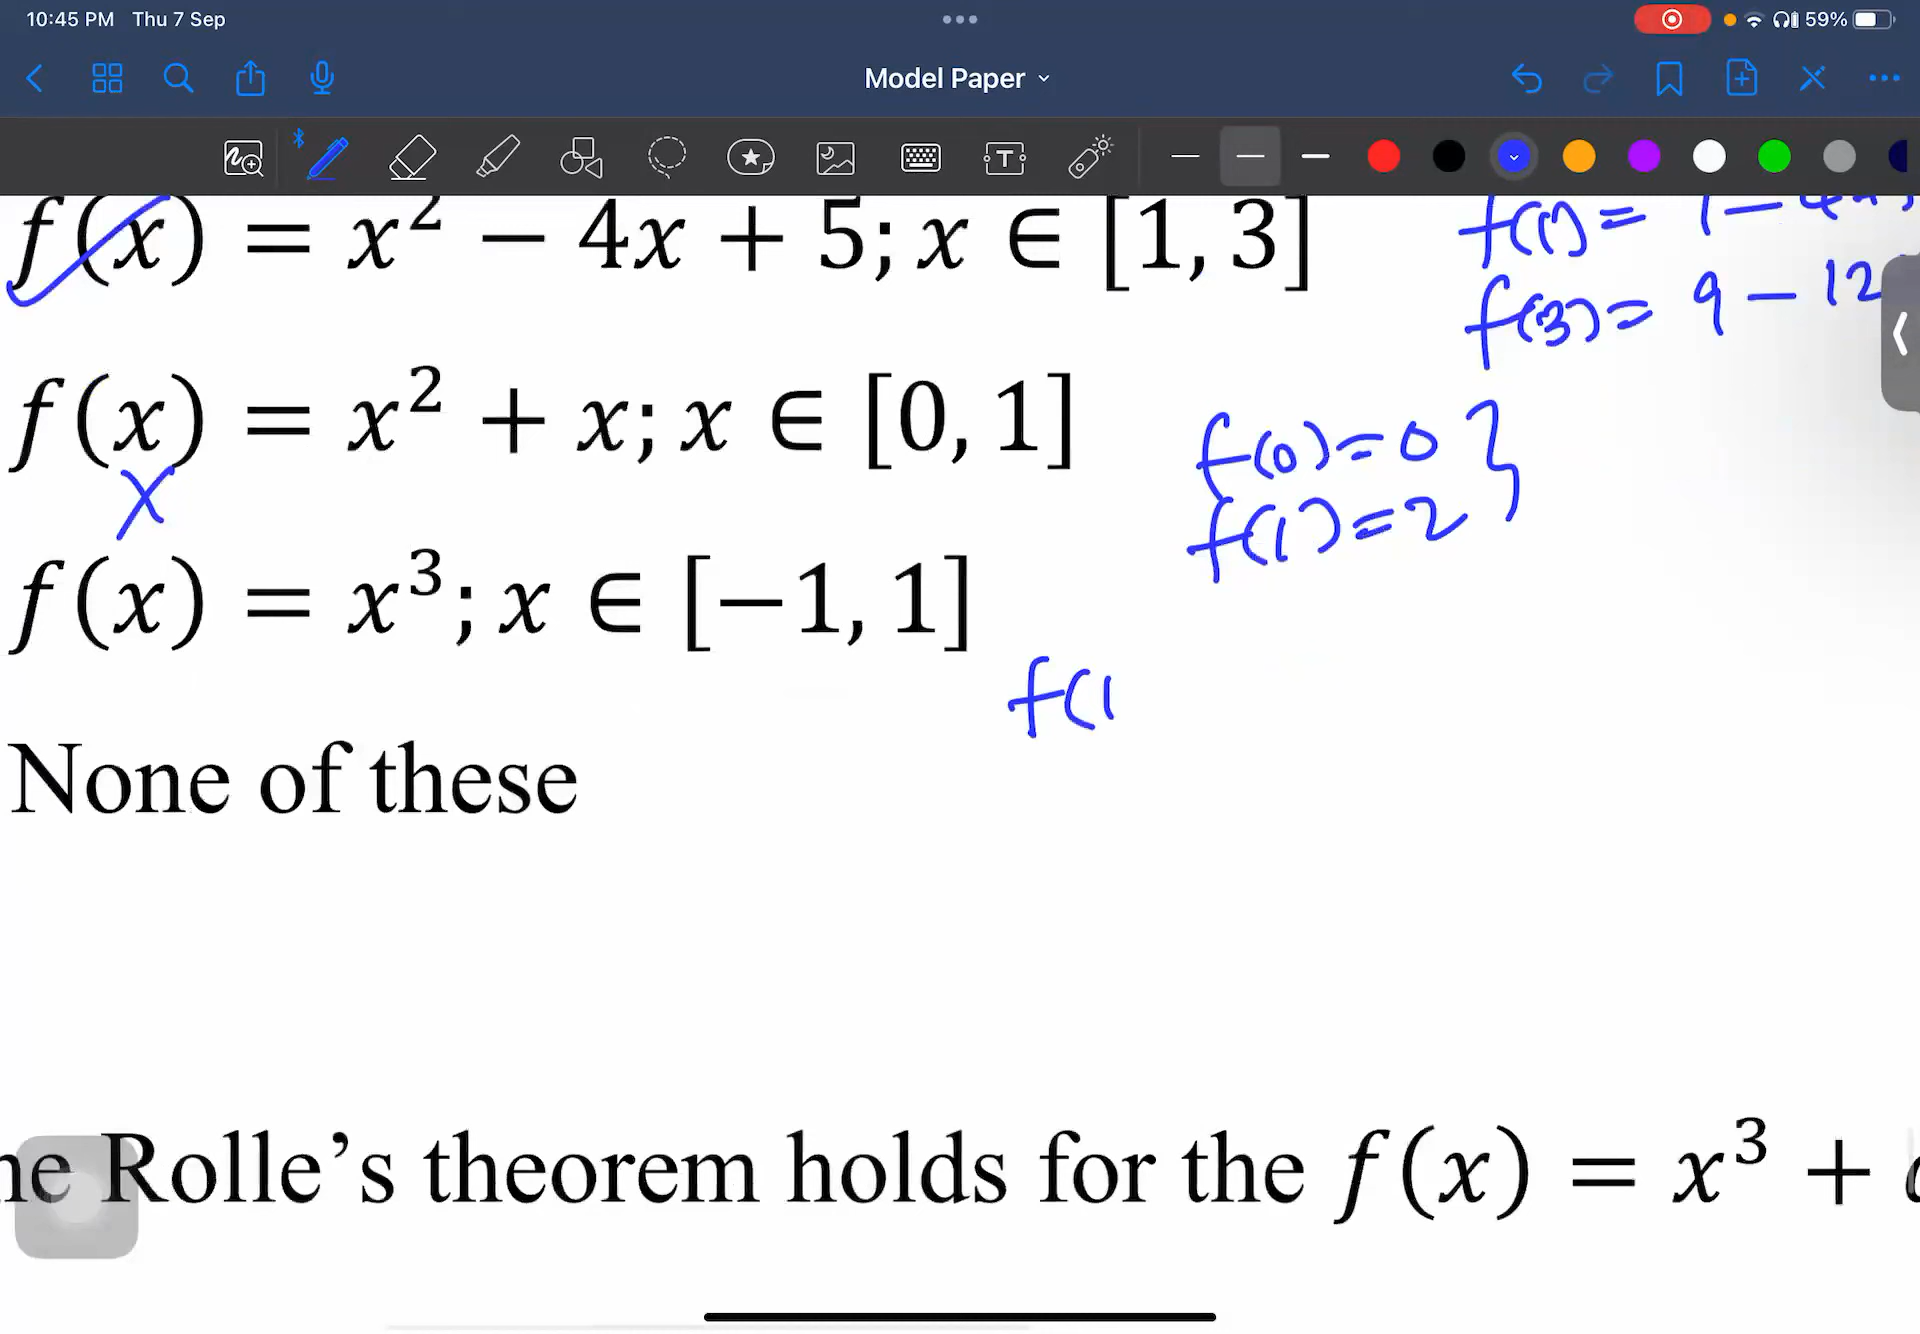 10:45 PM Thu 7 Sep
59%
Model Paper
T
f(x) = x² − 4x + 5; x ∈ [1, 3]
f(1) = 1 − 4
f(3) = 9 − 12
f(x) = x² + x; x ∈ [0, 1]
f(0) = 0 }
f(1) = 2
X
f(x) = x³; x ∈ [−1, 1]
f(1
None of these
Rolle’s theorem holds for the f(x) = x³ +